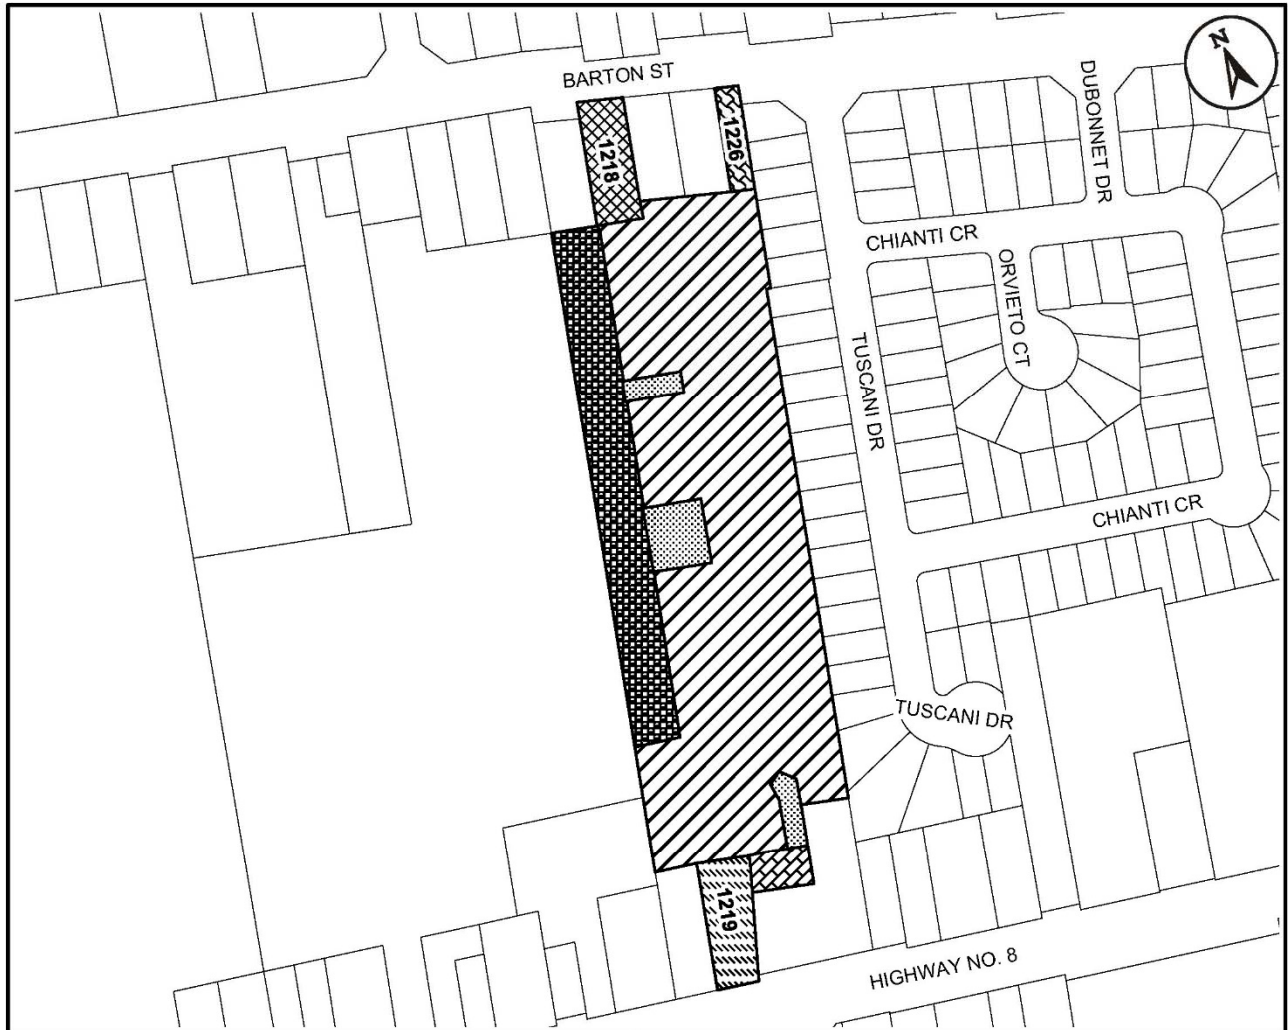 BARTON ST
N
DUBONNET DR
1218
1226
CHIANTI CR
ORVIETO CT
TUSCANI DR
CHIANTI CR
TUSCANI DR
1219
HIGHWAY NO. 8